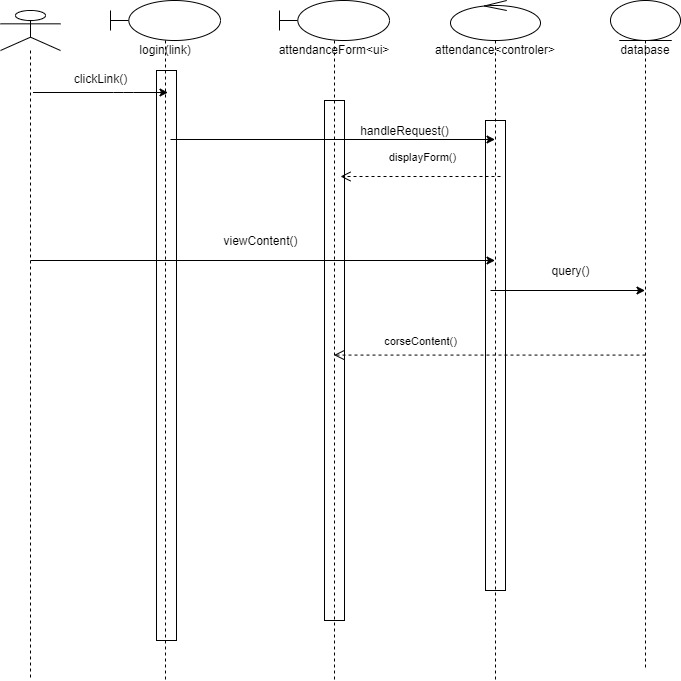 login(link)
attendanceForm<ui>
attendance<controler>
database
clickLink()
handleRequest()
displayForm()
viewContent()
query()
corseContent()